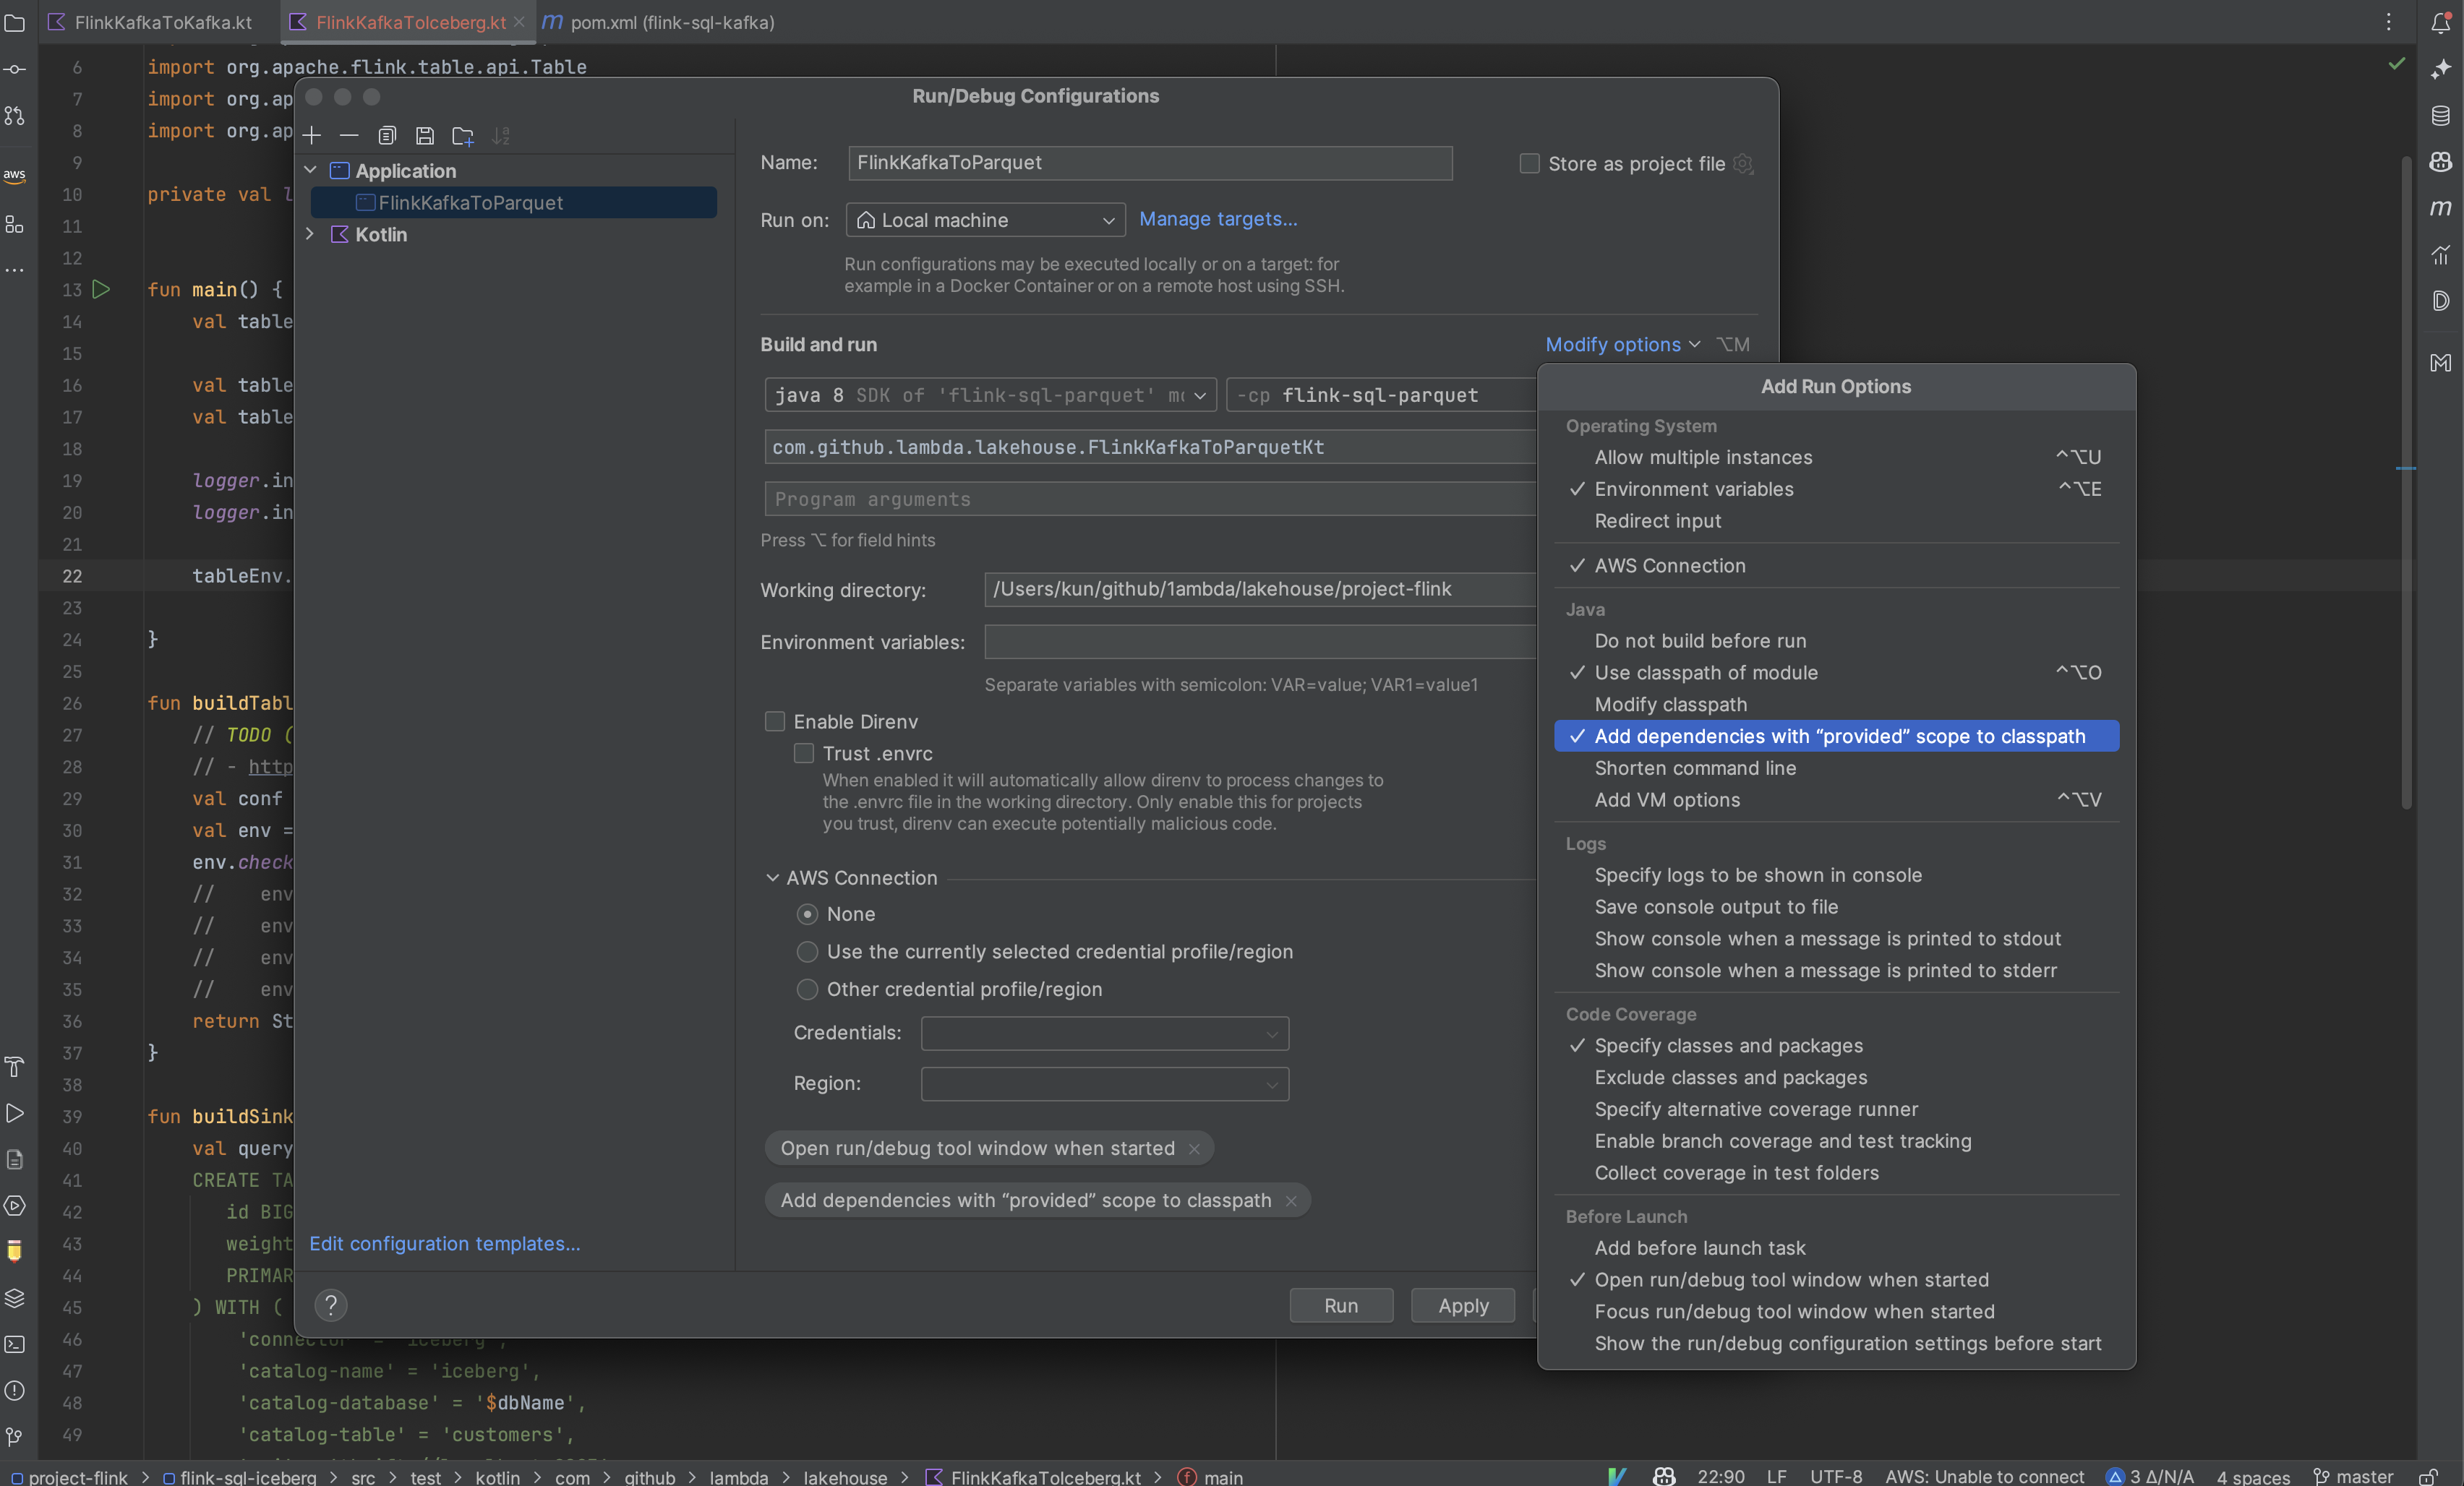 FlinkKafkaToKafka.kt
FlinkKafkaToIceberg.kt
pom.xml (flink-sql-kafka)
6 import org.apache.flink.table.api.Table
7 import org.ap
8 import org.ap
9
10 private val l
11
12
13 fun main() {
14 val table
15
16 val table
17 val table
18
19 logger.in
20 logger.in
21
22 tableEnv.
23
24 }
25
26 fun buildTabl
27 // TODO (
28 // - http
29 val conf
30 val env =
31 env.check
32 // env
33 // env
34 // env
35 // env
36 return St
37 }
38
39 fun buildSink
40 val query
41 CREATE TA
42 id BIG
43 weight
44 PRIMAR
45 ) WITH (
46 'connector' = 'iceberg',
47 'catalog-name' = 'iceberg',
48 'catalog-database' = '$dbName',
49 'catalog-table' = 'customers',
aws
Run/Debug Configurations
Application
FlinkKafkaToParquet
Kotlin
Edit configuration templates...
Name: FlinkKafkaToParquet
Store as project file
Run on: Local machine
Manage targets...
Run configurations may be executed locally or on a target: for
example in a Docker Container or on a remote host using SSH.
Build and run
Modify options ⌥M
java 8 SDK of 'flink-sql-parquet' mo
-cp flink-sql-parquet
com.github.lambda.lakehouse.FlinkKafkaToParquetKt
Program arguments
Press ⌥ for field hints
Working directory: /Users/kun/github/1ambda/lakehouse/project-flink
Environment variables:
Separate variables with semicolon: VAR=value; VAR1=value1
Enable Direnv
Trust .envrc
When enabled it will automatically allow direnv to process changes to
the .envrc file in the working directory. Only enable this for projects
you trust, direnv can execute potentially malicious code.
AWS Connection
None
Use the currently selected credential profile/region
Other credential profile/region
Credentials:
Region:
Open run/debug tool window when started
Add dependencies with “provided” scope to classpath
?
Run
Apply
Add Run Options
Operating System
Allow multiple instances ^⌥U
Environment variables ^⌥E
Redirect input
AWS Connection
Java
Do not build before run
Use classpath of module ^⌥O
Modify classpath
Add dependencies with “provided” scope to classpath
Shorten command line
Add VM options ^⌥V
Logs
Specify logs to be shown in console
Save console output to file
Show console when a message is printed to stdout
Show console when a message is printed to stderr
Code Coverage
Specify classes and packages
Exclude classes and packages
Specify alternative coverage runner
Enable branch coverage and test tracking
Collect coverage in test folders
Before Launch
Add before launch task
Open run/debug tool window when started
Focus run/debug tool window when started
Show the run/debug configuration settings before start
project-flink > flink-sql-iceberg > src > test > kotlin > com > github > lambda > lakehouse > FlinkKafkaToIceberg.kt > main
22:90 LF UTF-8 AWS: Unable to connect 3 Δ/N/A 4 spaces master